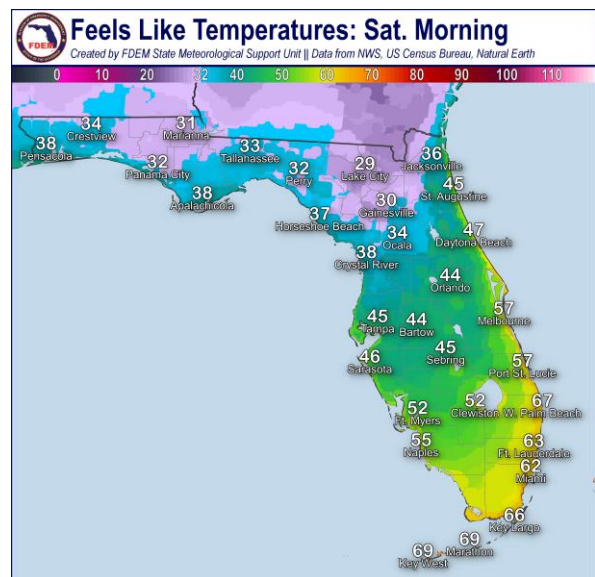 FDEM
Feels Like Temperatures: Sat. Morning
Created by FDEM State Meteorological Support Unit || Data from NWS, US Census Bureau, Natural Earth
0 10 20 32 40 50 60 70 80 90 100 110
34
Crestview
31
Marianna
38
Pensacola
32
Panama City
33
Tallahassee
38
Apalachicola
32
Perry
29
Lake City
36
Jacksonville
30
Gainesville
45
St. Augustine
37
Horseshoe Beach
34
Ocala
47
Daytona Beach
38
Crystal River
44
Orlando
45
Tampa
44
Bartow
57
Melbourne
46
Sarasota
45
Sebring
57
Port St. Lucie
52
Ft. Myers
52
Clewiston
67
W. Palm Beach
55
Naples
63
Ft. Lauderdale
62
Miami
66
Key Largo
69
Marathon
69
Key West